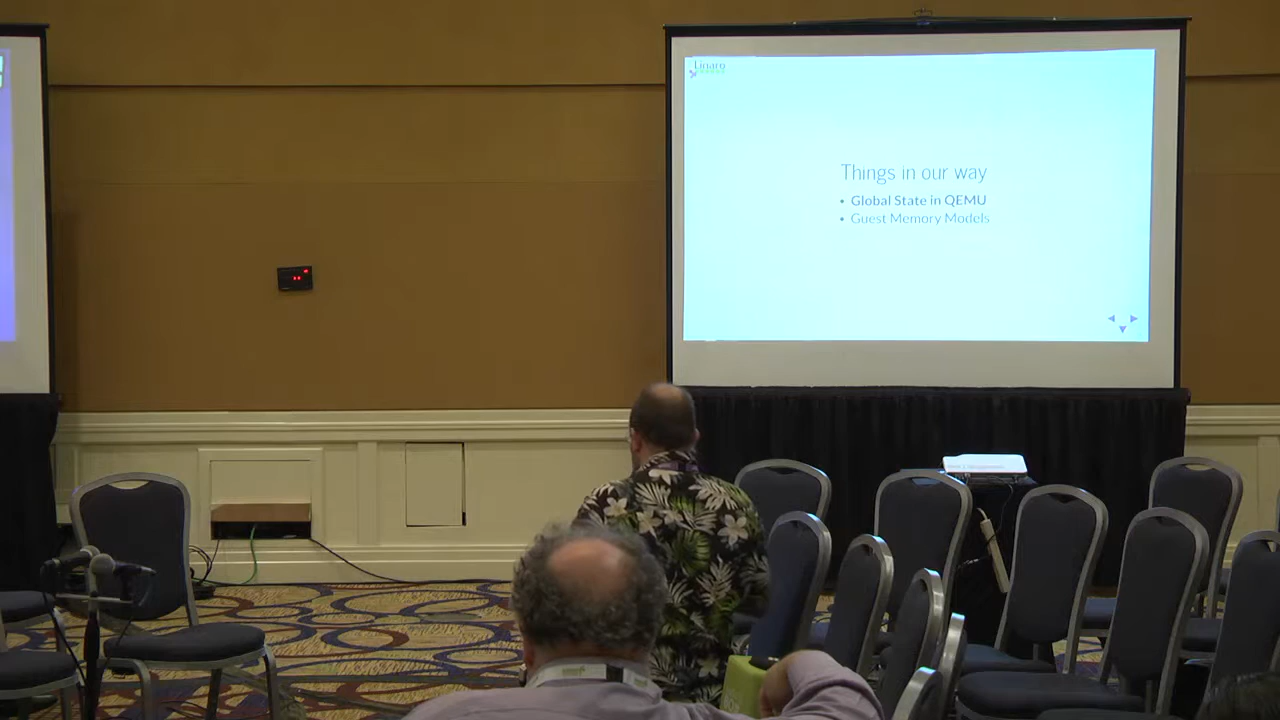 Linaro
Things in our way
• Global State in QEMU
• Guest Memory Models